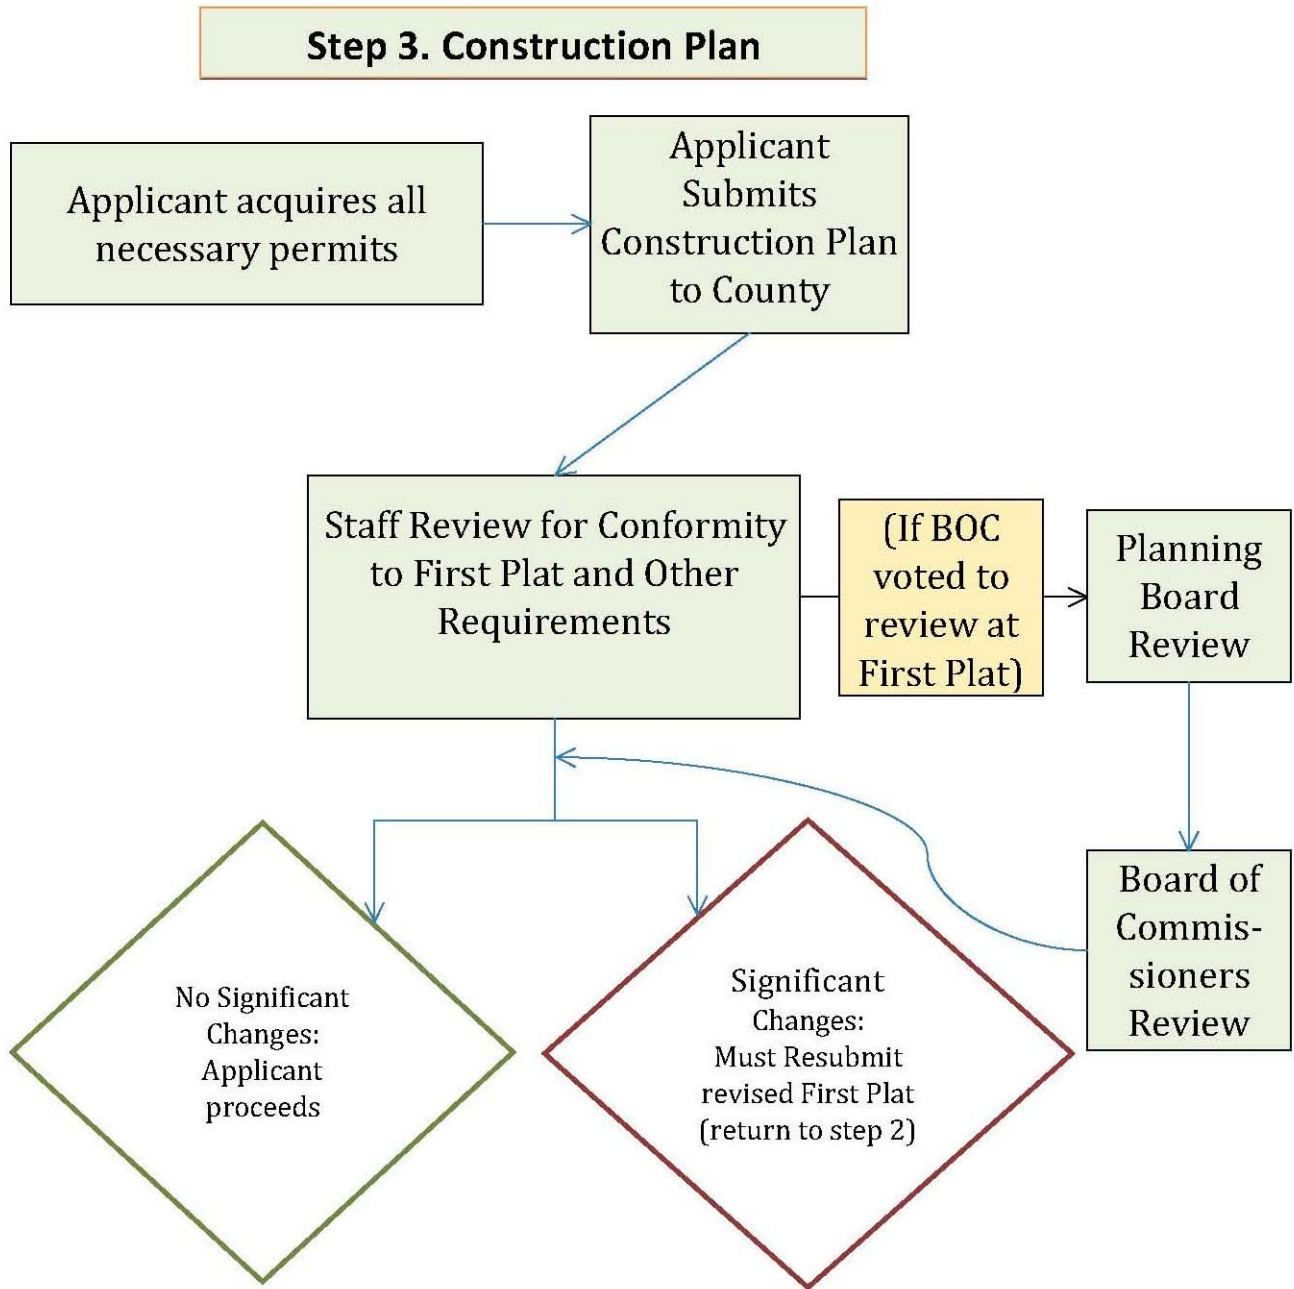 Step 3. Construction Plan
Applicant acquires all
necessary permits
Applicant
Submits
Construction Plan
to County
Staff Review for Conformity
to First Plat and Other
Requirements
(If BOC
voted to
review at
First Plat)
Planning
Board
Review
Board of
Commis-
sioners
Review
No Significant
Changes:
Applicant
proceeds
Significant
Changes:
Must Resubmit
revised First Plat
(return to step 2)